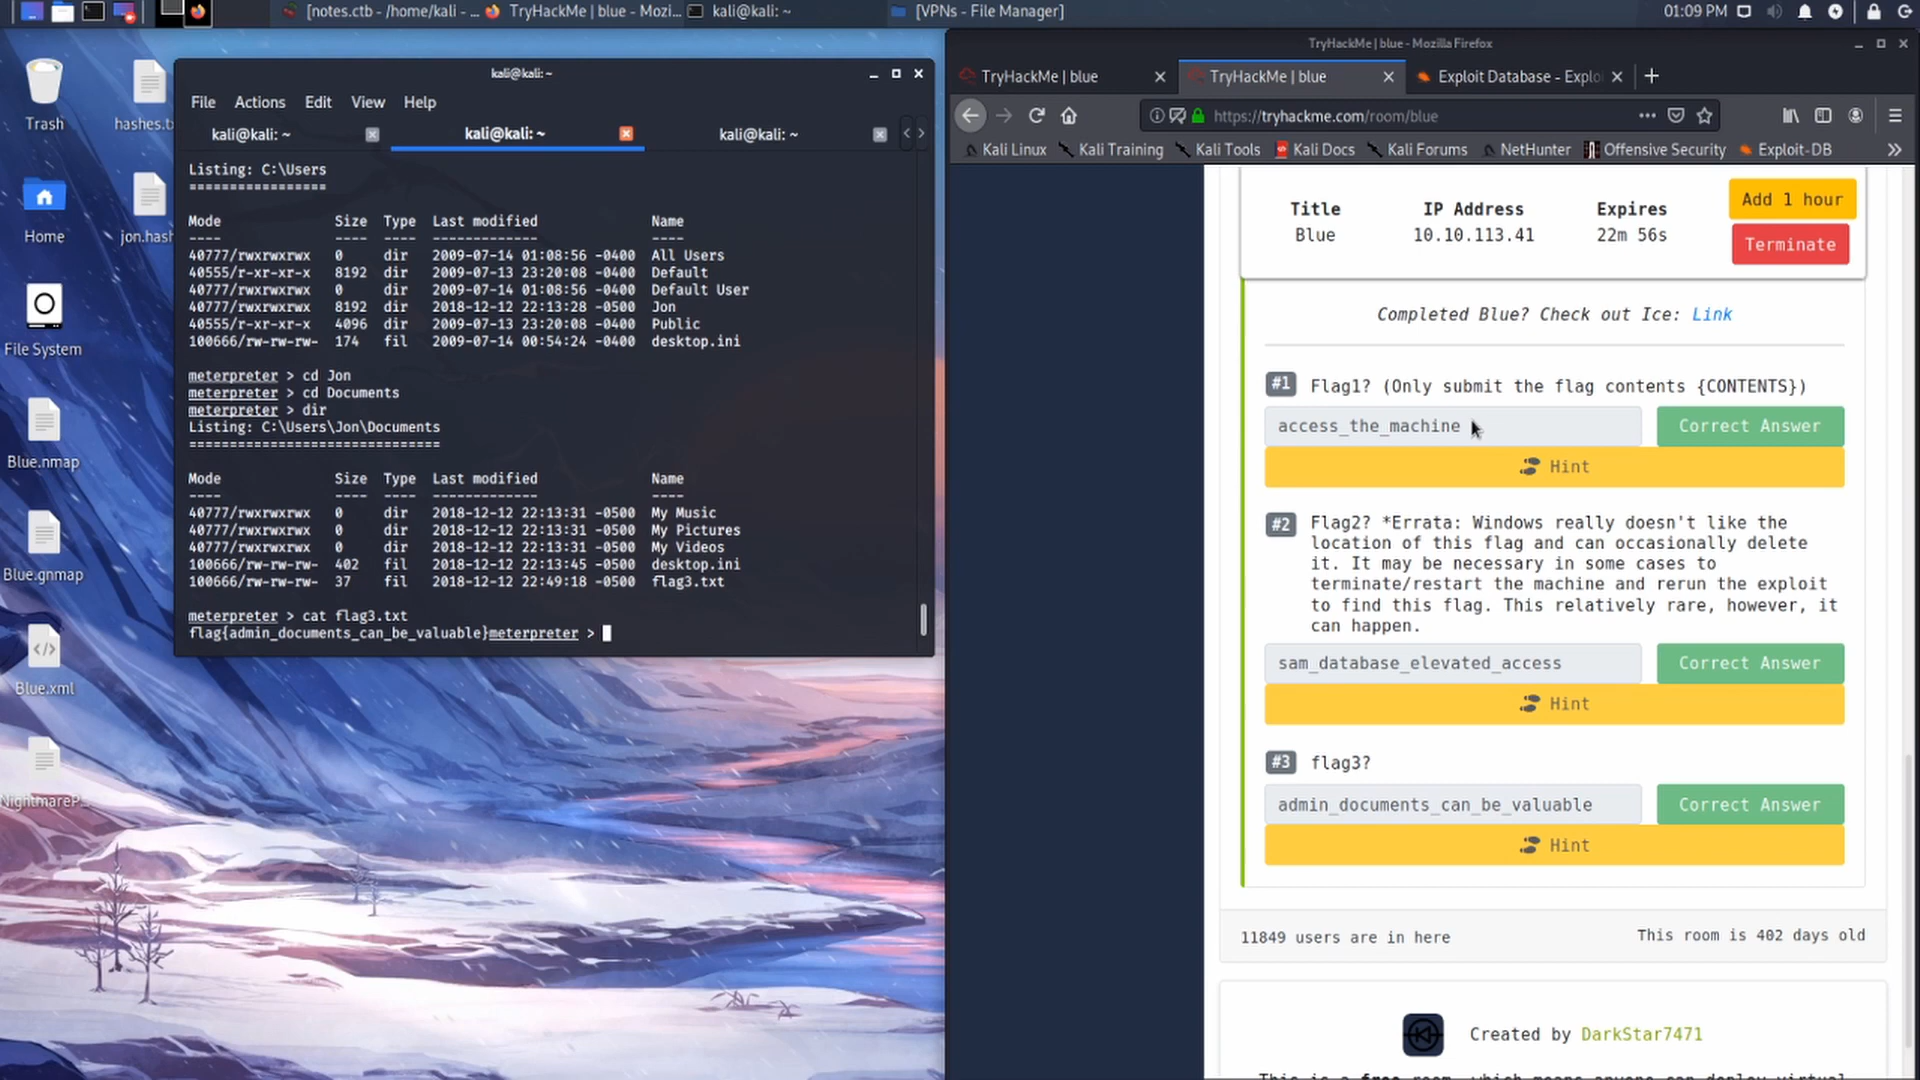 [notes.ctb - /home/kali - ...
TryHackMe | blue - Mozi...
kali@kali: ~
[VPNs - File Manager]
01:09 PM
Trash
hashes.tx
Home
jon.hash
File System
Blue.nmap
Blue.gnmap
Blue.xml
NightmareP...
kali@kali: ~
File Actions Edit View Help
kali@kali: ~
kali@kali: ~
kali@kali: ~
Listing: C:\Users
=================
Mode Size Type Last modified Name
---- ---- ---- ------------- ----
40777/rwxrwxrwx 0 dir 2009-07-14 01:08:56 -0400 All Users
40555/r-xr-xr-x 8192 dir 2009-07-13 23:20:08 -0400 Default
40777/rwxrwxrwx 0 dir 2009-07-14 01:08:56 -0400 Default User
40777/rwxrwxrwx 8192 dir 2018-12-12 22:13:28 -0500 Jon
40555/r-xr-xr-x 4096 dir 2009-07-13 23:20:08 -0400 Public
100666/rw-rw-rw- 174 fil 2009-07-14 00:54:24 -0400 desktop.ini
meterpreter > cd Jon
meterpreter > cd Documents
meterpreter > dir
Listing: C:\Users\Jon\Documents
===============================
Mode Size Type Last modified Name
---- ---- ---- ------------- ----
40777/rwxrwxrwx 0 dir 2018-12-12 22:13:31 -0500 My Music
40777/rwxrwxrwx 0 dir 2018-12-12 22:13:31 -0500 My Pictures
40777/rwxrwxrwx 0 dir 2018-12-12 22:13:31 -0500 My Videos
100666/rw-rw-rw- 402 fil 2018-12-12 22:13:45 -0500 desktop.ini
100666/rw-rw-rw- 37 fil 2018-12-12 22:49:18 -0500 flag3.txt
meterpreter > cat flag3.txt
flag{admin_documents_can_be_valuable}meterpreter >
TryHackMe | blue - Mozilla Firefox
TryHackMe | blue
TryHackMe | blue
Exploit Database - Explo
https://tryhackme.com/room/blue
Kali Linux Kali Training Kali Tools Kali Docs Kali Forums NetHunter Offensive Security Exploit-DB
Title IP Address Expires
Blue 10.10.113.41 22m 56s
Add 1 hour
Terminate
Completed Blue? Check out Ice: Link
#1 Flag1? (Only submit the flag contents {CONTENTS})
access_the_machine Correct Answer
Hint
#2 Flag2? *Errata: Windows really doesn't like the
location of this flag and can occasionally delete
it. It may be necessary in some cases to
terminate/restart the machine and rerun the exploit
to find this flag. This relatively rare, however, it
can happen.
sam_database_elevated_access Correct Answer
Hint
#3 flag3?
admin_documents_can_be_valuable Correct Answer
Hint
11849 users are in here This room is 402 days old
Created by DarkStar7471
This is a free room, which means anyone can deploy virtual